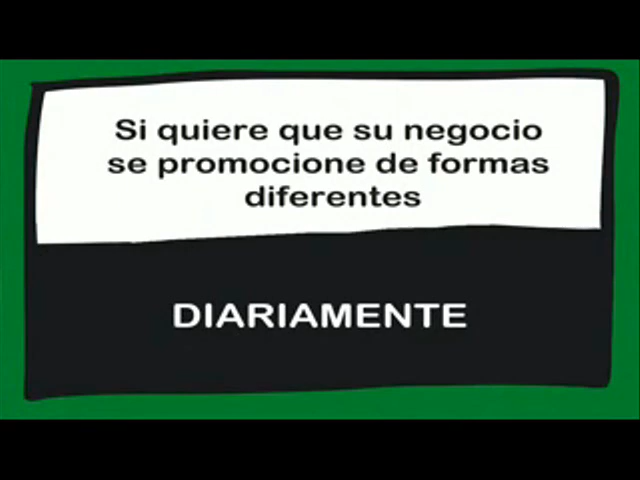 Si quiere que su negocio
se promocione de formas
diferentes
DIARIAMENTE